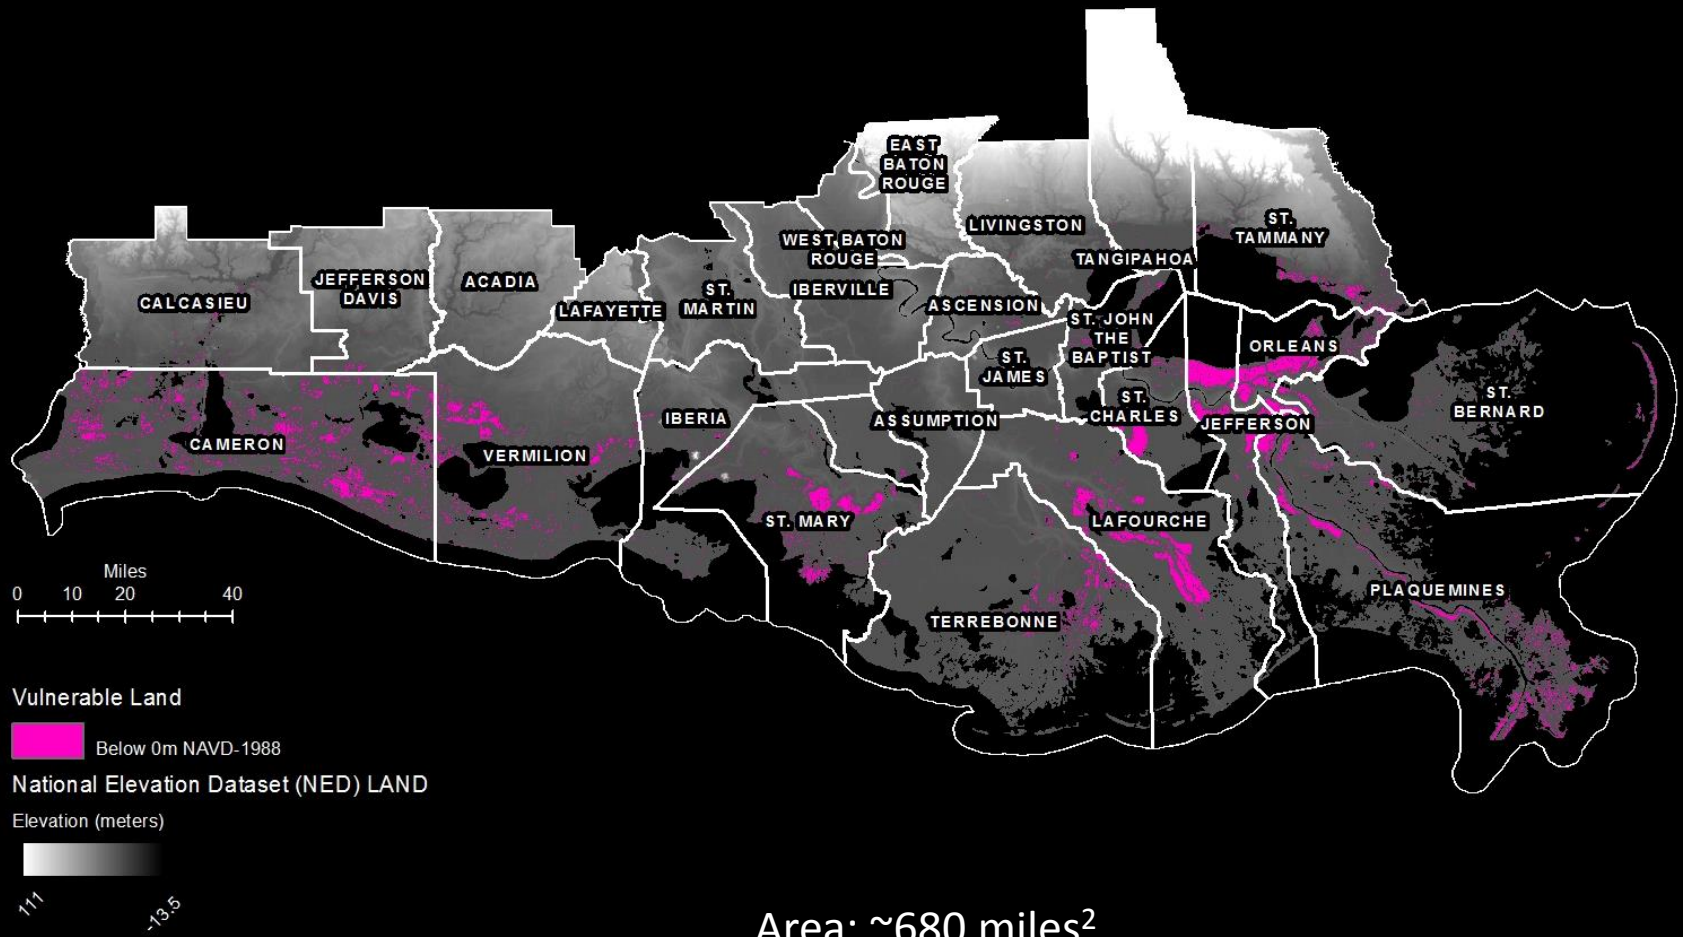 EAST
BATON
ROUGE
LIVINGSTON
ST.
TAMMANY
WEST BATON
ROUGE
TANGIPAHOA
CALCASIEU
JEFFERSON
DAVIS
ACADIA
LAFAYETTE
ST.
MARTIN
IBERVILLE
ASCENSION
ST. JOHN
THE
BAPTIST
ORLEANS
ST.
JAMES
ST.
CHARLES
ST.
BERNARD
CAMERON
VERMILION
IBERIA
ASSUMPTION
JEFFERSON
ST. MARY
LAFOURCHE
TERREBONNE
PLAQUEMINES
Miles
0 10 20 40
Vulnerable Land
Below 0m NAVD-1988
National Elevation Dataset (NED) LAND
Elevation (meters)
111
-13.5
Area: ~680 miles²